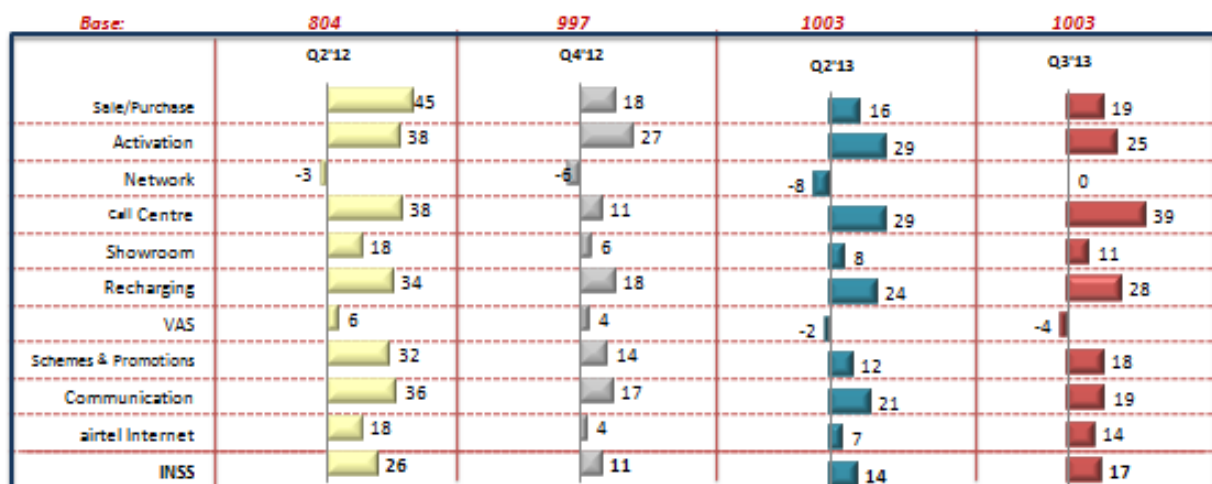 Base: 804 997 1003 1003
Q2'12 Q4'12 Q2'13 Q3'13
Sale/Purchase 45 18 16 19
Activation 38 27 29 25
Network -3 -6 -8 0
Call Centre 38 11 29 39
Showroom 18 6 8 11
Recharging 34 18 24 28
VAS 6 4 -2 -4
Schemes & Promotions 32 14 12 18
Communication 36 17 21 19
airtel Internet 18 4 7 14
INSS 26 11 14 17